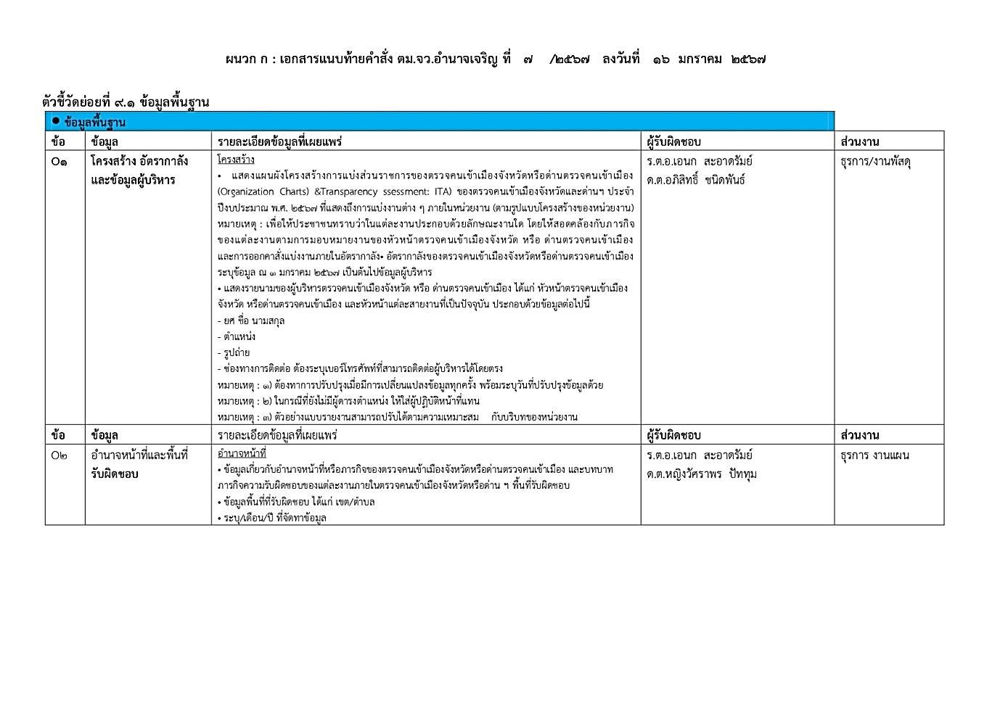 ผนวก ก : เอกสารแนบท้ายคำสั่ง ตม.จว.อำนาจเจริญ ที่ ๗ /๒๕๖๗ ลงวันที่ ๑๖ มกราคม ๒๕๖๗
ตัวชี้วัดย่อยที่ ๙.๑ ข้อมูลพื้นฐาน
● ข้อมูลพื้นฐาน
ข้อ ข้อมูล รายละเอียดข้อมูลที่เผยแพร่ ผู้รับผิดชอบ ส่วนงาน
O๑ โครงสร้าง อัตรากาลัง
และข้อมูลผู้บริหาร
โครงสร้าง
• แสดงแผนผังโครงสร้างการแบ่งส่วนราชการของตรวจคนเข้าเมืองจังหวัดหรือด่านตรวจคนเข้าเมือง
(Organization Charts) &Transparency ssessment: ITA) ของตรวจคนเข้าเมืองจังหวัดและด่านฯ ประจำ
ปีงบประมาณ พ.ศ. ๒๕๖๗ ที่แสดงถึงการแบ่งงานต่าง ๆ ภายในหน่วยงาน (ตามรูปแบบโครงสร้างของหน่วยงาน)
หมายเหตุ : เพื่อให้ประชาชนทราบว่าในแต่ละงานประกอบด้วยลักษณะงานใด โดยให้สอดคล้องกับภารกิจ
ของแต่ละงานตามการมอบหมายงานของหัวหน้าตรวจคนเข้าเมืองจังหวัด หรือ ด่านตรวจคนเข้าเมือง
และการออกคาสั่งแบ่งงานภายในอัตรากาลัง• อัตรากาลังของตรวจคนเข้าเมืองจังหวัดหรือด่านตรวจคนเข้าเมือง
ระบุข้อมูล ณ ๑ มกราคม ๒๕๖๗ เป็นต้นไปข้อมูลผู้บริหาร
• แสดงรายนามของผู้บริหารตรวจคนเข้าเมืองจังหวัด หรือ ด่านตรวจคนเข้าเมือง ได้แก่ หัวหน้าตรวจคนเข้าเมือง
จังหวัด หรือด่านตรวจคนเข้าเมือง และหัวหน้าแต่ละสายงานที่เป็นปัจจุบัน ประกอบด้วยข้อมูลต่อไปนี้
- ยศ ชื่อ นามสกุล
- ตำแหน่ง
- รูปถ่าย
- ช่องทางการติดต่อ ต้องระบุเบอร์โทรศัพท์ที่สามารถติดต่อผู้บริหารได้โดยตรง
หมายเหตุ : ๑) ต้องทาการปรับปรุงเมื่อมีการเปลี่ยนแปลงข้อมูลทุกครั้ง พร้อมระบุวันที่ปรับปรุงข้อมูลด้วย
หมายเหตุ : ๒) ในกรณีที่ยังไม่มีผู้ดารงตำแหน่ง ให้ใส่ผู้ปฏิบัติหน้าที่แทน
หมายเหตุ : ๓) ตัวอย่างแบบรายงานสามารถปรับได้ตามความเหมาะสม กับบริบทของหน่วยงาน
ร.ต.อ.เอนก สะอาดรัมย์
ด.ต.อภิสิทธิ์ ชนิดพันธ์
ธุรการ/งานพัสดุ
ข้อ ข้อมูล รายละเอียดข้อมูลที่เผยแพร่ ผู้รับผิดชอบ ส่วนงาน
O๒ อำนาจหน้าที่และพื้นที่
รับผิดชอบ
อำนาจหน้าที่
• ข้อมูลเกี่ยวกับอำนาจหน้าที่หรือภารกิจของตรวจคนเข้าเมืองจังหวัดหรือด่านตรวจคนเข้าเมือง และบทบาท
ภารกิจความรับผิดชอบของแต่ละงานภายในตรวจคนเข้าเมืองจังหวัดหรือด่าน ฯ พื้นที่รับผิดชอบ
• ข้อมูลพื้นที่ที่รับผิดชอบ ได้แก่ เขต/ตำบล
• ระบุ/เดือน/ปี ที่จัดทาข้อมูล
ร.ต.อ.เอนก สะอาดรัมย์
ด.ต.หญิงวัศราพร ปัททุม
ธุรการ งานแผน